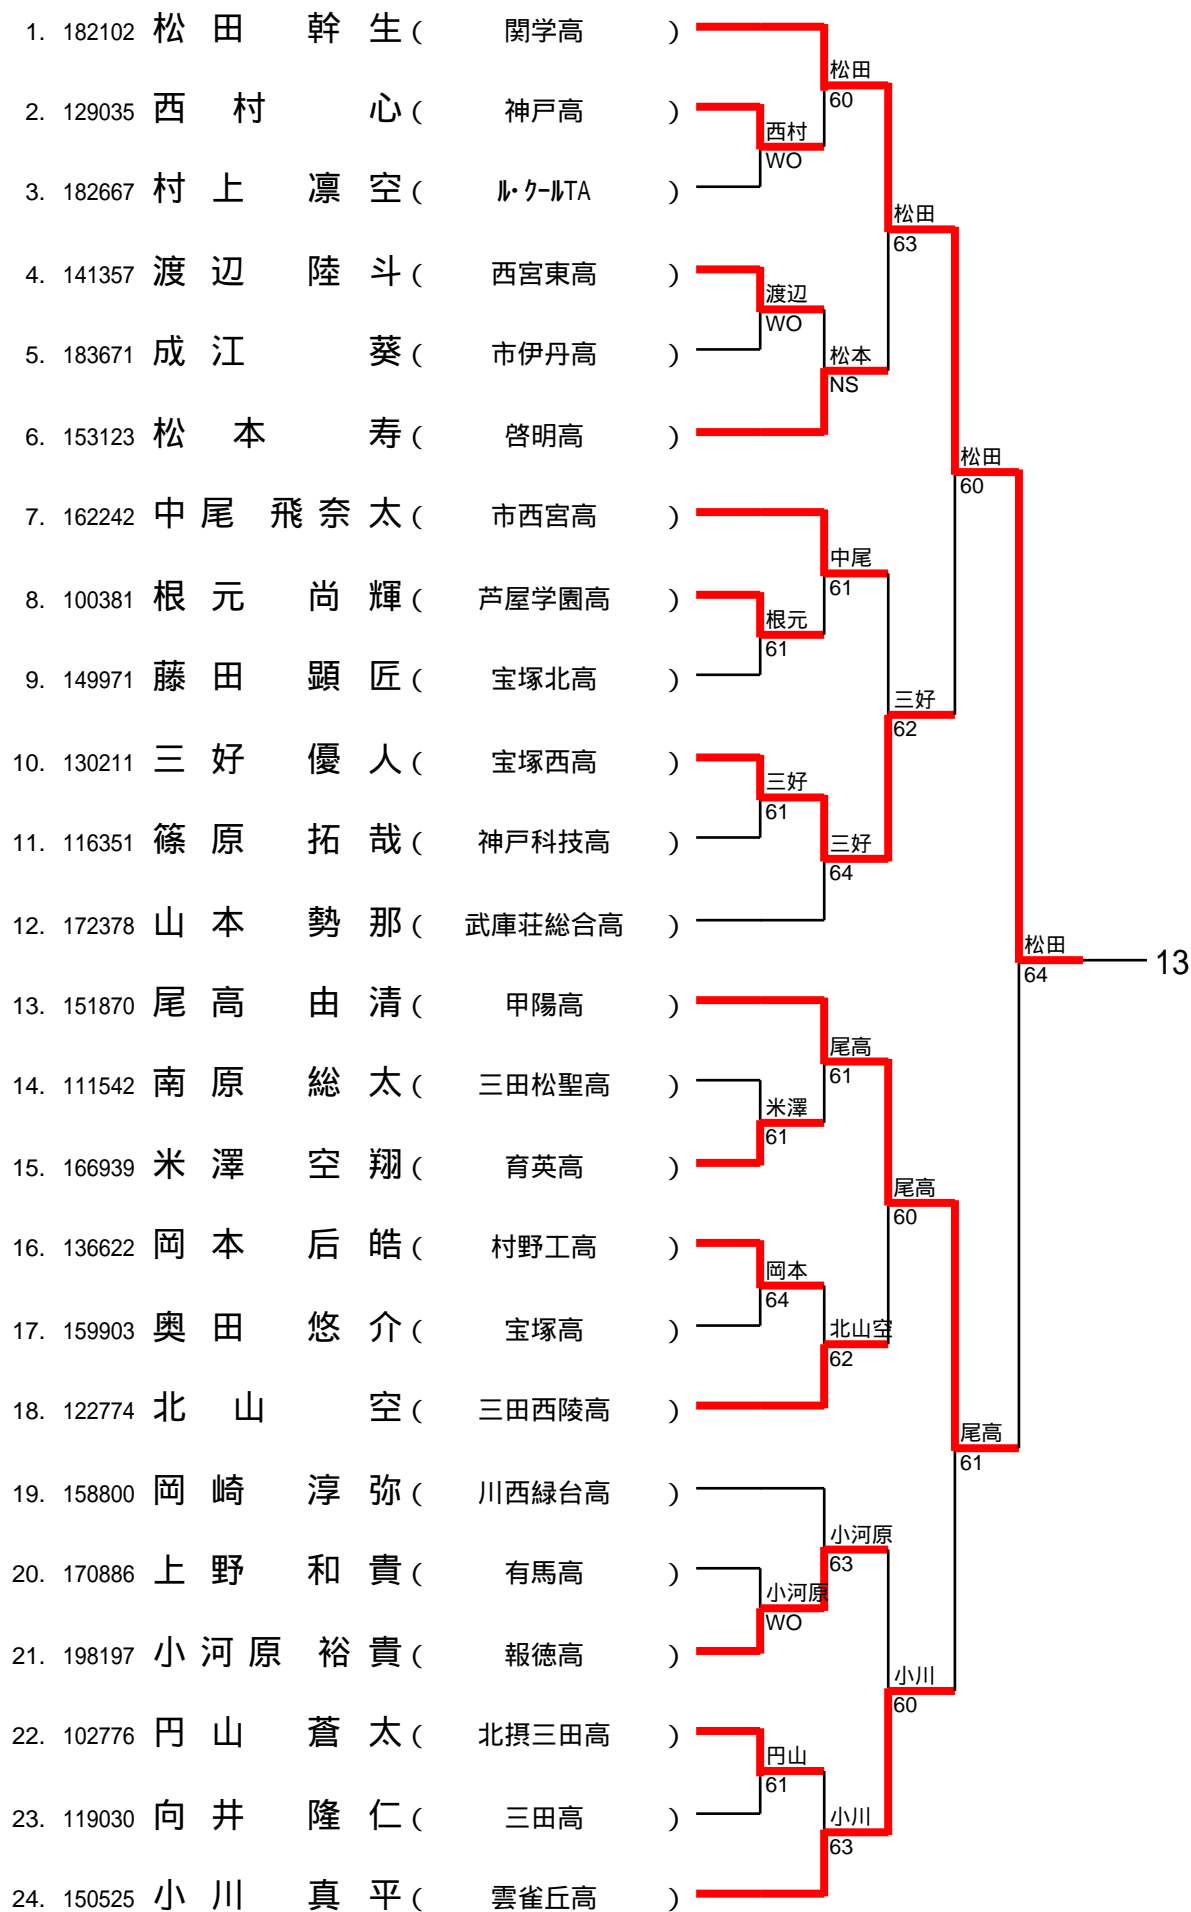 1. 182102 松田 幹生 ( 関学高 )
松田
60
2. 129035 西村 心 ( 神戸高 )
西村
WO
3. 182667 村上 凛空 ( ル・クールTA )
松田
63
4. 141357 渡辺 陸斗 ( 西宮東高 )
渡辺
WO
5. 183671 成江 葵 ( 市伊丹高 )
松本
NS
6. 153123 松本 寿 ( 啓明高 )
松田
60
7. 162242 中尾 飛奈太 ( 市西宮高 )
中尾
61
8. 100381 根元 尚輝 ( 芦屋学園高 )
根元
61
9. 149971 藤田 顕匠 ( 宝塚北高 )
三好
62
10. 130211 三好 優人 ( 宝塚西高 )
三好
61
11. 116351 篠原 拓哉 ( 神戸科技高 )
三好
64
12. 172378 山本 勢那 ( 武庫荘総合高 )
松田
64
13
13. 151870 尾高 由清 ( 甲陽高 )
尾高
61
14. 111542 南原 総太 ( 三田松聖高 )
米澤
61
15. 166939 米澤 空翔 ( 育英高 )
尾高
60
16. 136622 岡本 后皓 ( 村野工高 )
岡本
64
17. 159903 奥田 悠介 ( 宝塚高 )
北山空
62
18. 122774 北山 空 ( 三田西陵高 )
尾高
61
19. 158800 岡崎 淳弥 ( 川西緑台高 )
小河原
63
20. 170886 上野 和貴 ( 有馬高 )
小河原
WO
21. 198197 小河原 裕貴 ( 報徳高 )
小川
60
22. 102776 円山 蒼太 ( 北摂三田高 )
円山
61
23. 119030 向井 隆仁 ( 三田高 )
小川
63
24. 150525 小川 真平 ( 雲雀丘高 )